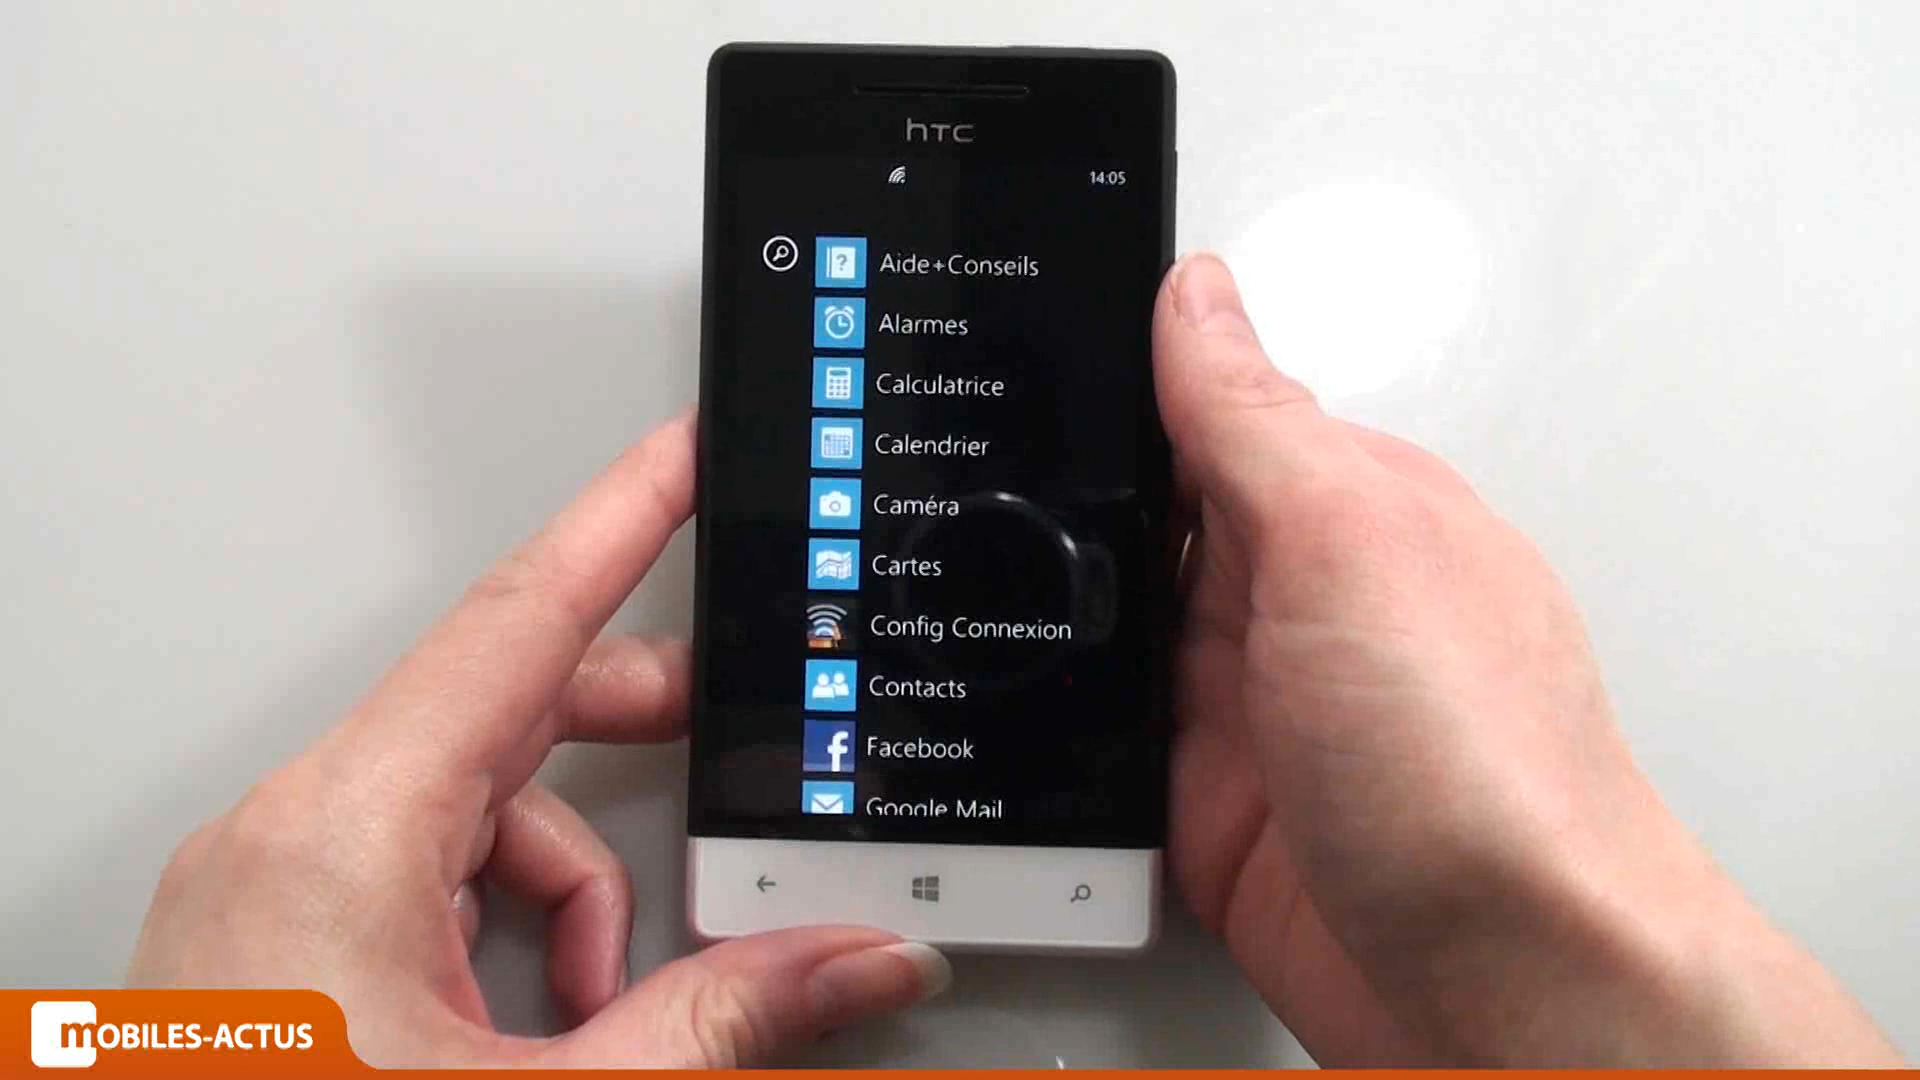 hTC
14:05
Aide+Conseils
Alarmes
Calculatrice
Calendrier
Caméra
Cartes
Config Connexion
Contacts
f Facebook
Google Mail
mOBILES-ACTUS